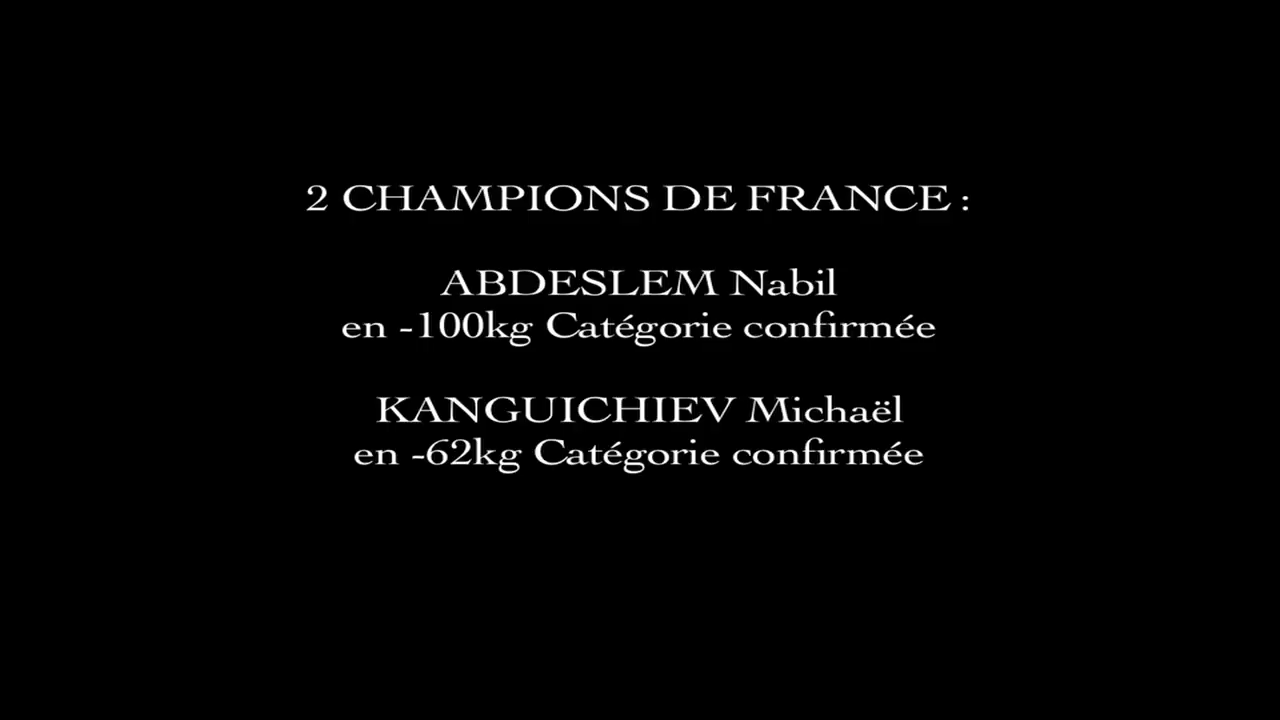 2 CHAMPIONS DE FRANCE :
ABDESLEM Nabil
en -100kg Catégorie confirmée
KANGUICHIEV Michaël
en -62kg Catégorie confirmée